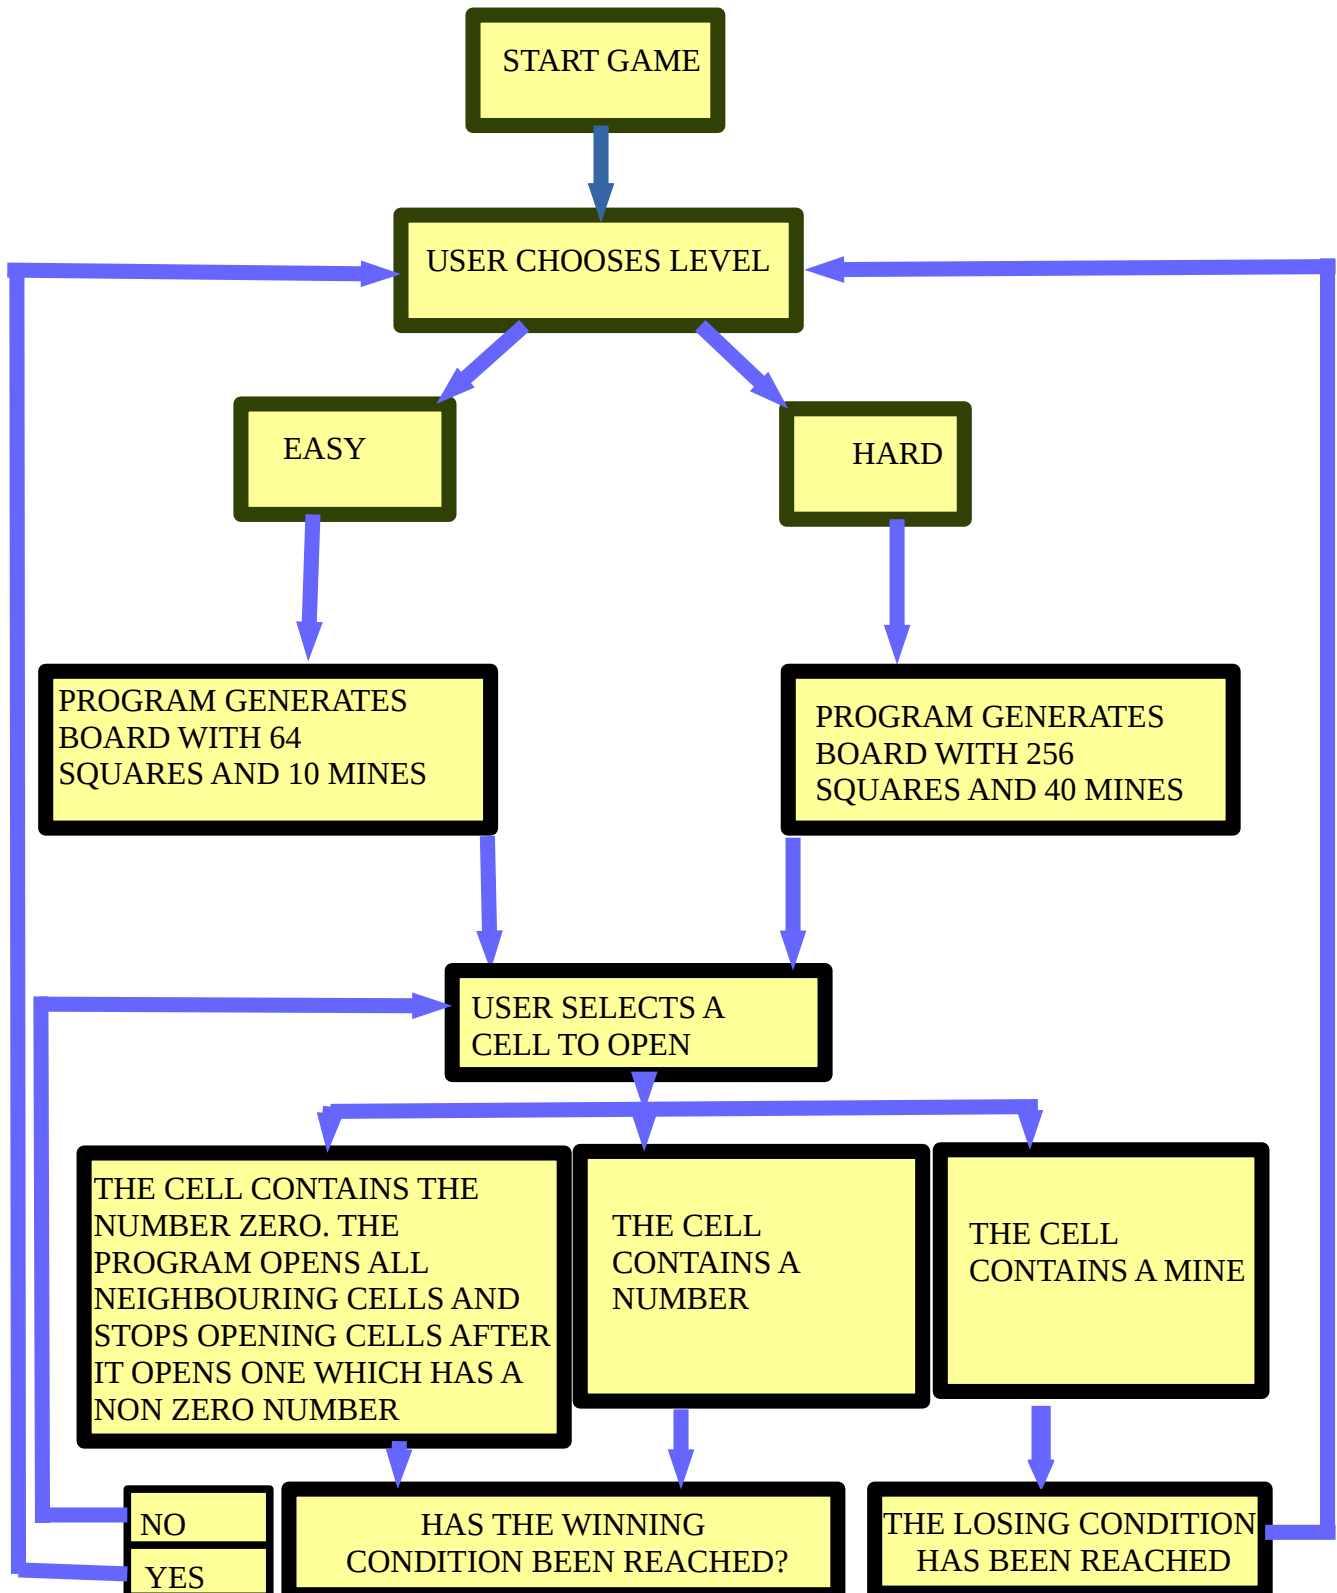 START GAME
USER CHOOSES LEVEL
EASY
HARD
PROGRAM GENERATES
BOARD WITH 64
SQUARES AND 10 MINES
PROGRAM GENERATES
BOARD WITH 256
SQUARES AND 40 MINES
USER SELECTS A
CELL TO OPEN
THE CELL CONTAINS THE
NUMBER ZERO. THE
PROGRAM OPENS ALL
NEIGHBOURING CELLS AND
STOPS OPENING CELLS AFTER
IT OPENS ONE WHICH HAS A
NON ZERO NUMBER
THE CELL
CONTAINS A
NUMBER
THE CELL
CONTAINS A MINE
NO
YES
HAS THE WINNING
CONDITION BEEN REACHED?
THE LOSING CONDITION
HAS BEEN REACHED